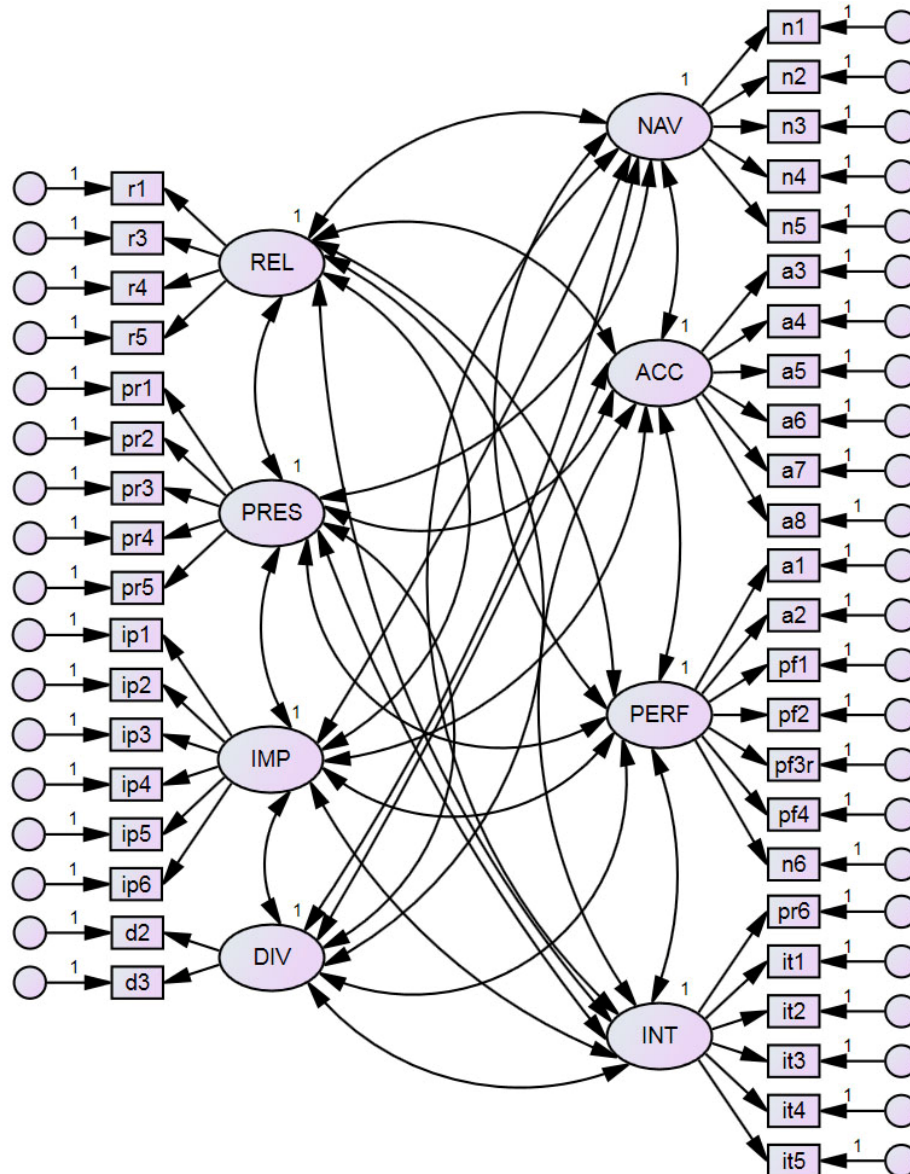 1 r1
1 r3
1 r4
1 r5
1 REL
1 pr1
1 pr2
1 pr3
1 pr4
1 pr5
1 PRES
1 ip1
1 ip2
1 ip3
1 ip4
1 ip5
1 ip6
1 IMP
1 d2
1 d3
1 DIV
1 NAV
n1 1
n2 1
n3 1
n4 1
n5 1
1 ACC
a3 1
a4 1
a5 1
a6 1
a7 1
a8 1
1 PERF
a1 1
a2 1
pf1 1
pf2 1
pf3r 1
pf4 1
n6 1
1 INT
pr6 1
it1 1
it2 1
it3 1
it4 1
it5 1